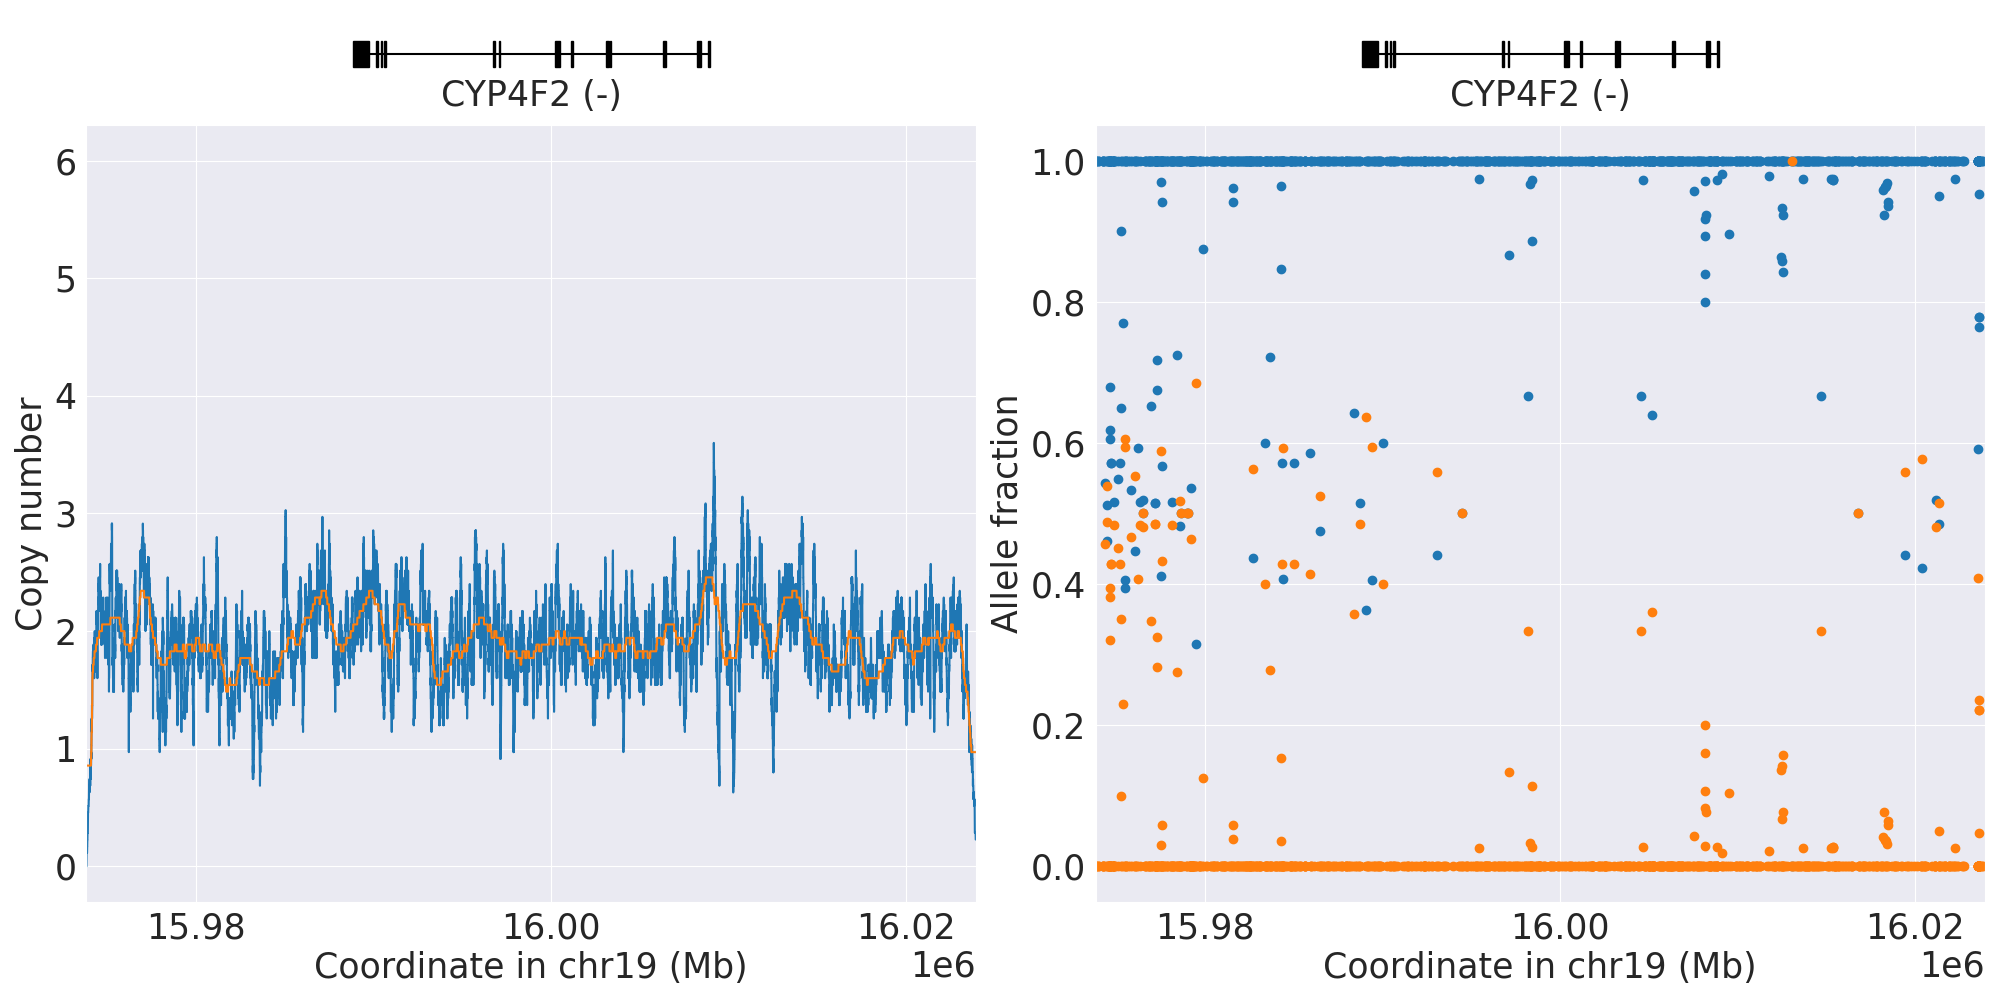 CYP4F2 (-)
Copy number
6
5
4
3
2
1
0
15.98
16.00
16.02
Coordinate in chr19 (Mb)
1e6
CYP4F2 (-)
Allele fraction
1.0
0.8
0.6
0.4
0.2
0.0
15.98
16.00
16.02
Coordinate in chr19 (Mb)
1e6